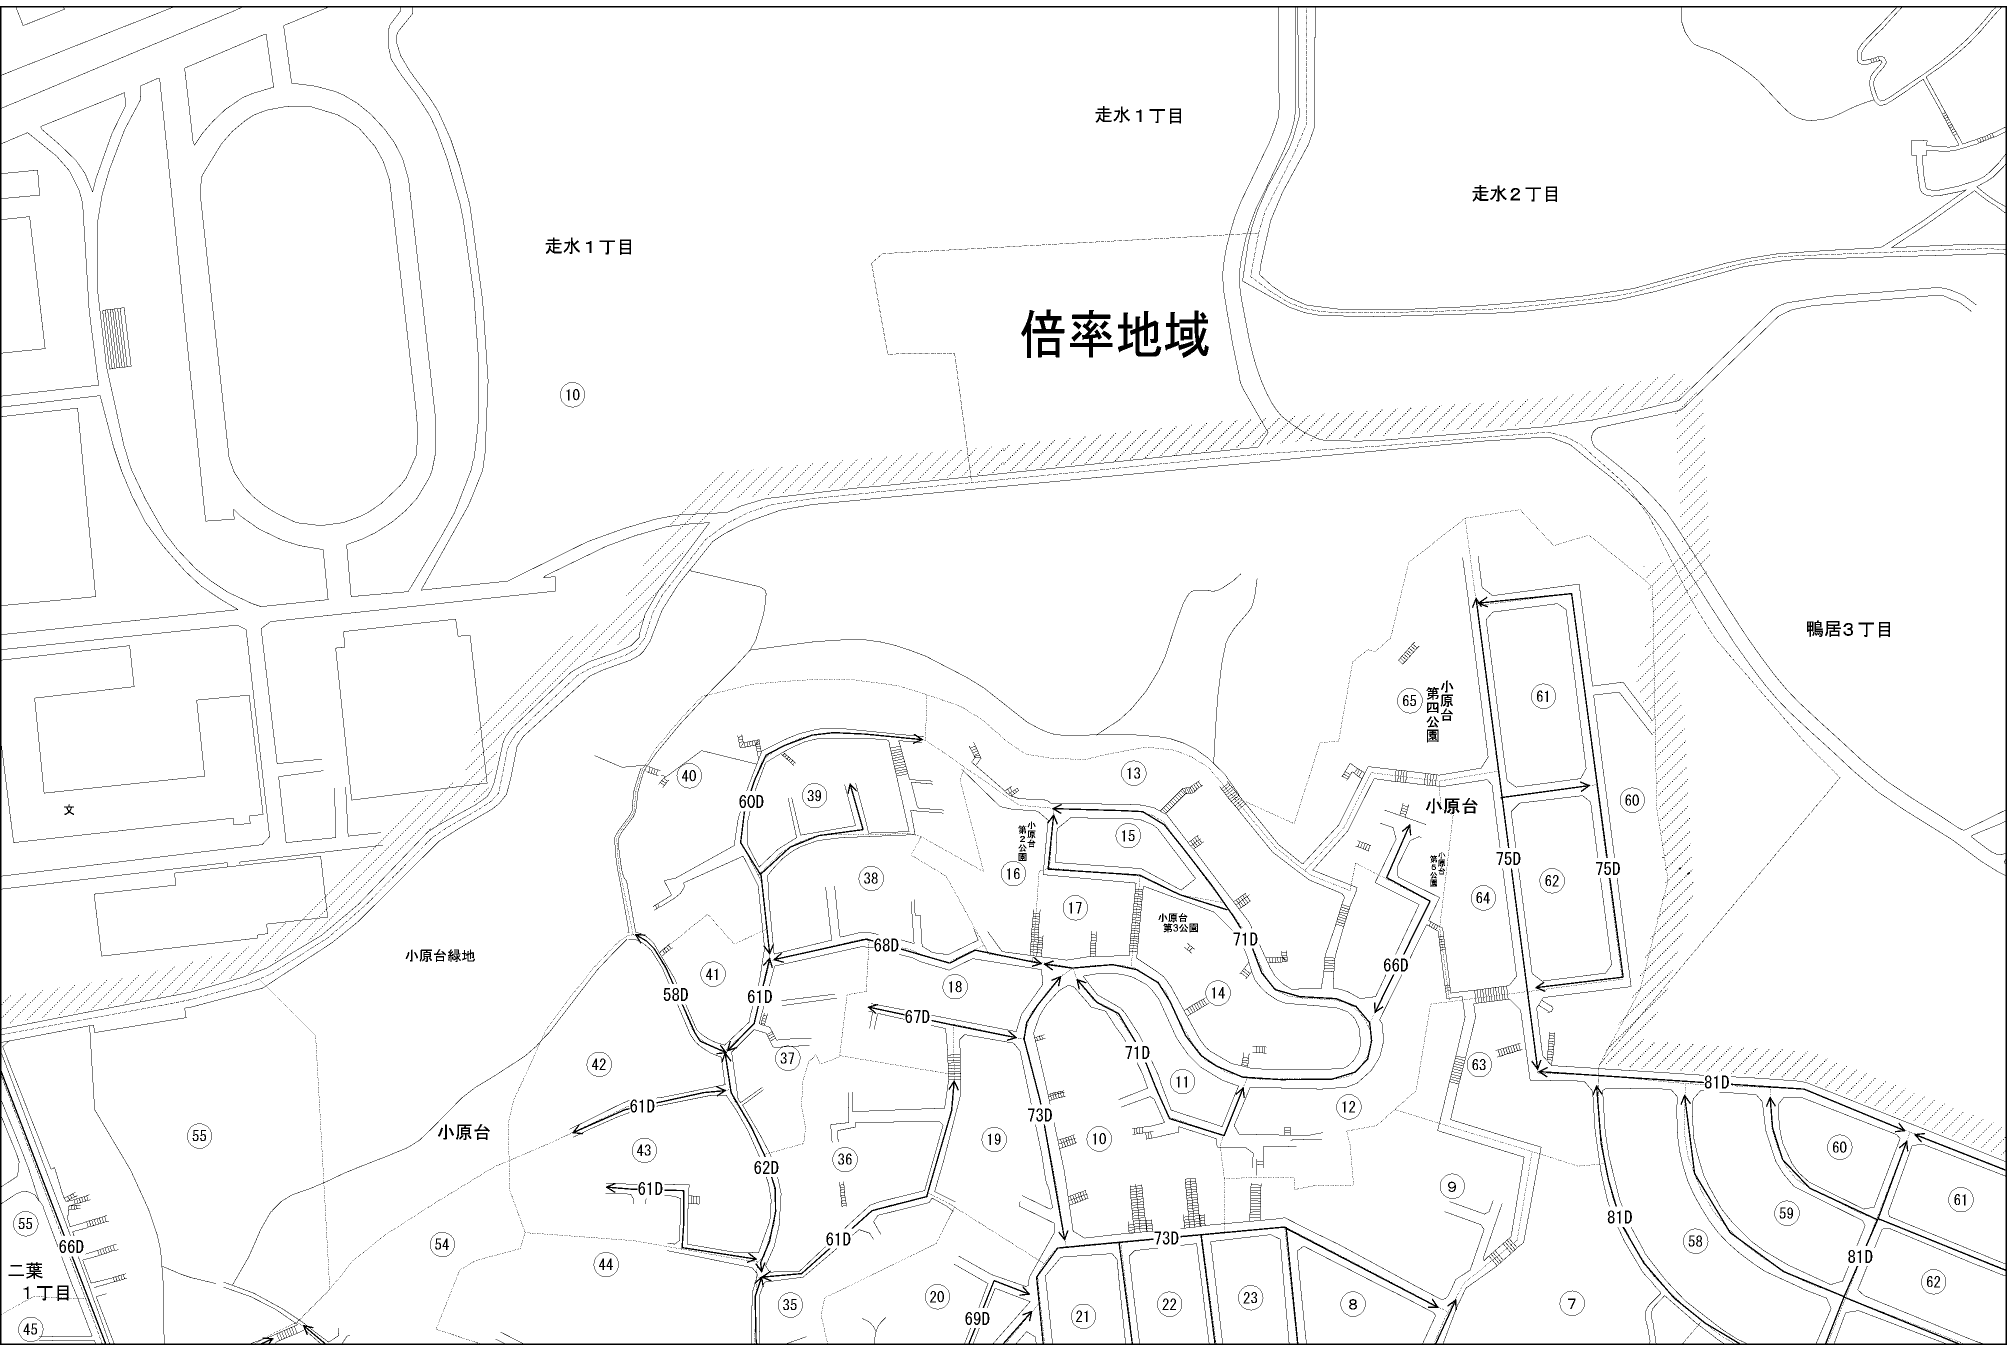 走水１丁目
走水２丁目
走水１丁目
倍率地域
10
鴨居３丁目
65
小原台
第四公園
61
40
13
60D
39
小原台
60
文
小原台
第２公園
15
75D
75D
小原台
第５公園
16
38
62
64
17
小原台
第3公園
小原台緑地
68D
71D
66D
41
58D
61D
18
14
67D
37
71D
42
63
11
81D
61D
73D
12
55
小原台
19
10
60
43
36
62D
61D
9
61
59
55
66D
54
61D
73D
81D
58
81D
44
二葉
１丁目
62
35
20
21
22
23
8
7
69D
45